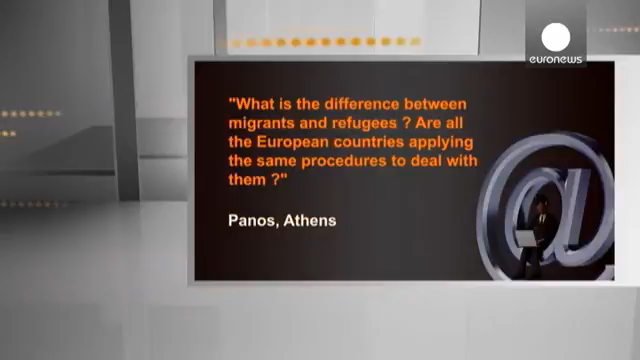 euronews
"What is the difference between
migrants and refugees ? Are all
the European countries applying
the same procedures to deal with
them ?"
Panos, Athens